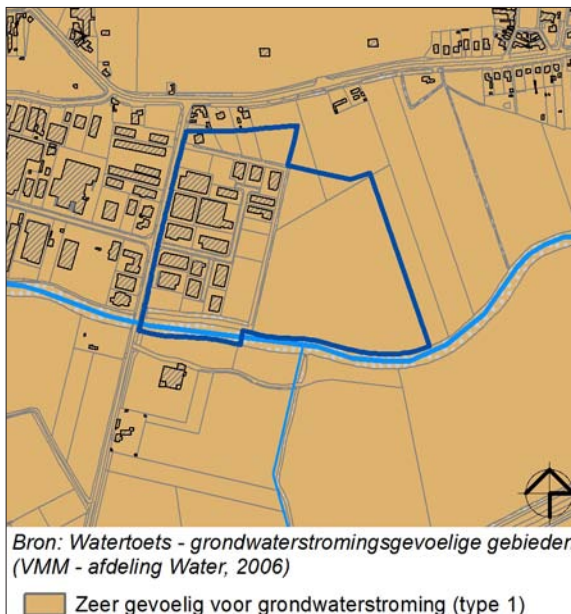 Bron: Watertoets - grondwaterstromingsgevoelige gebieden
(VMM - afdeling Water, 2006)
Zeer gevoelig voor grondwaterstroming (type 1)